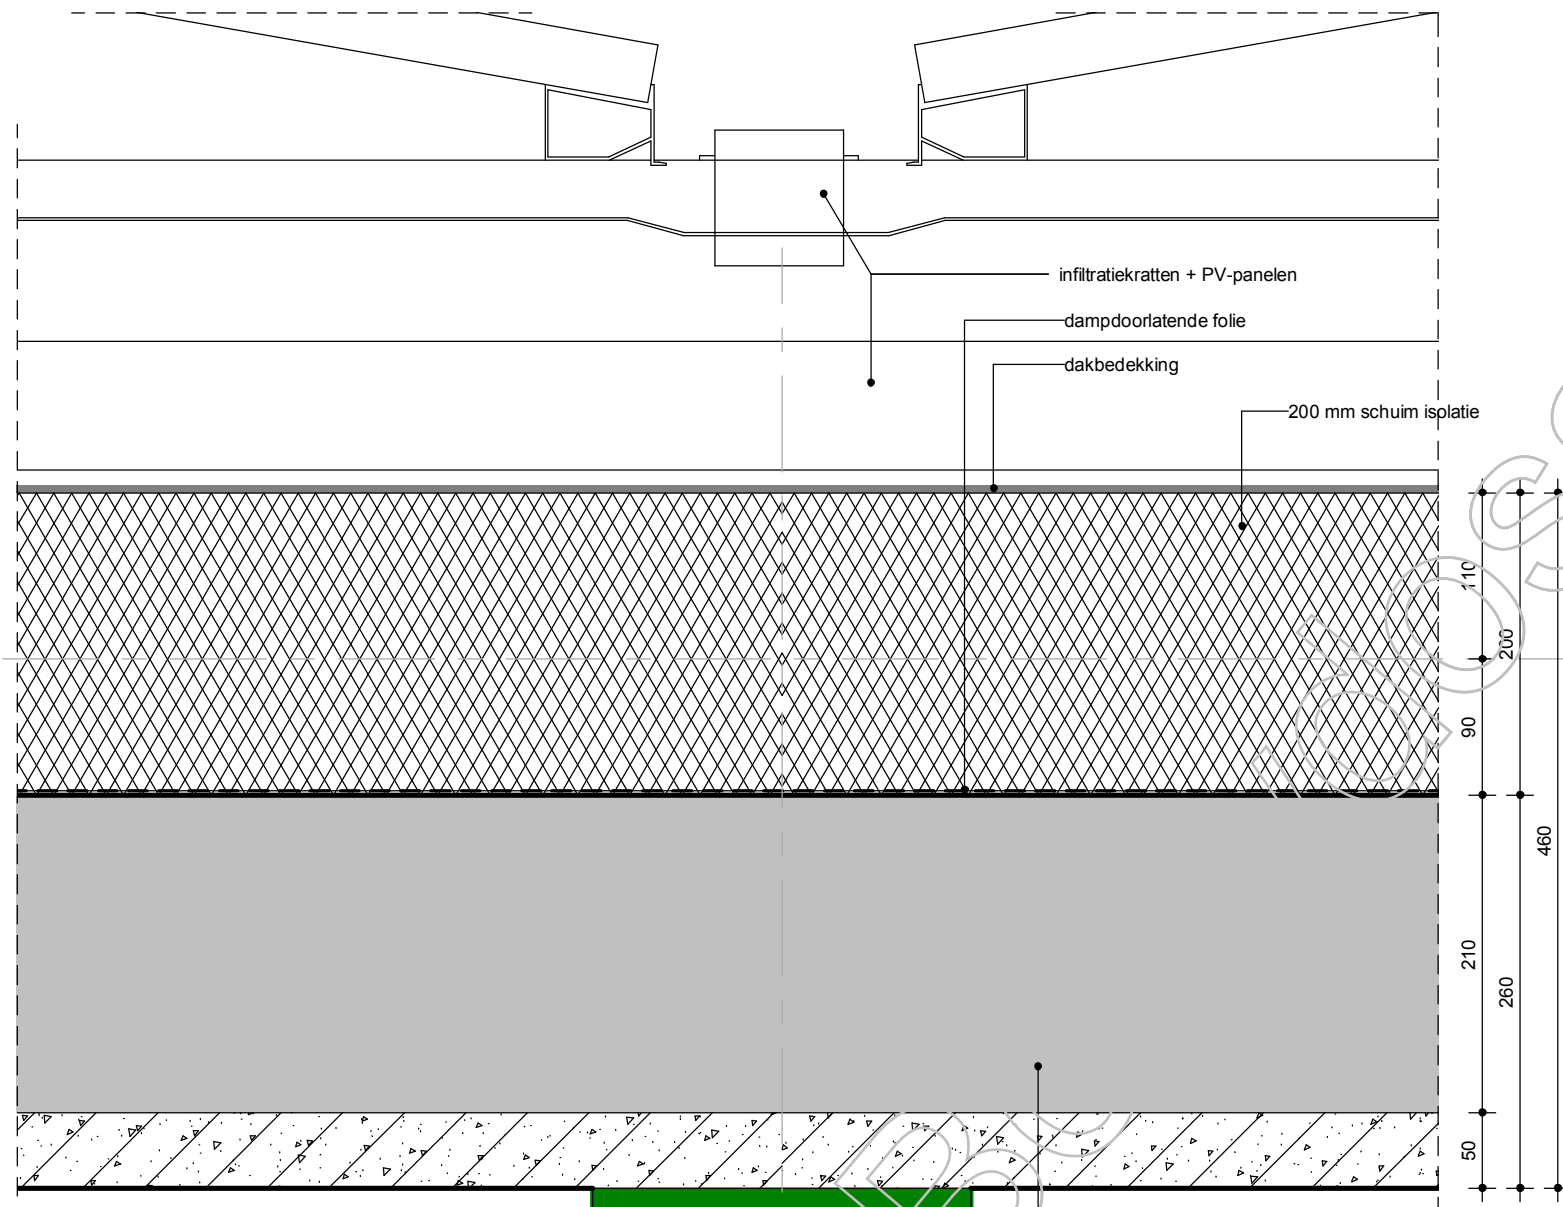 infiltratiekratten + PV-panelen
dampdoorlatende folie
dakbedekking
200 mm schuim isolatie
110
200
90
460
210
260
50